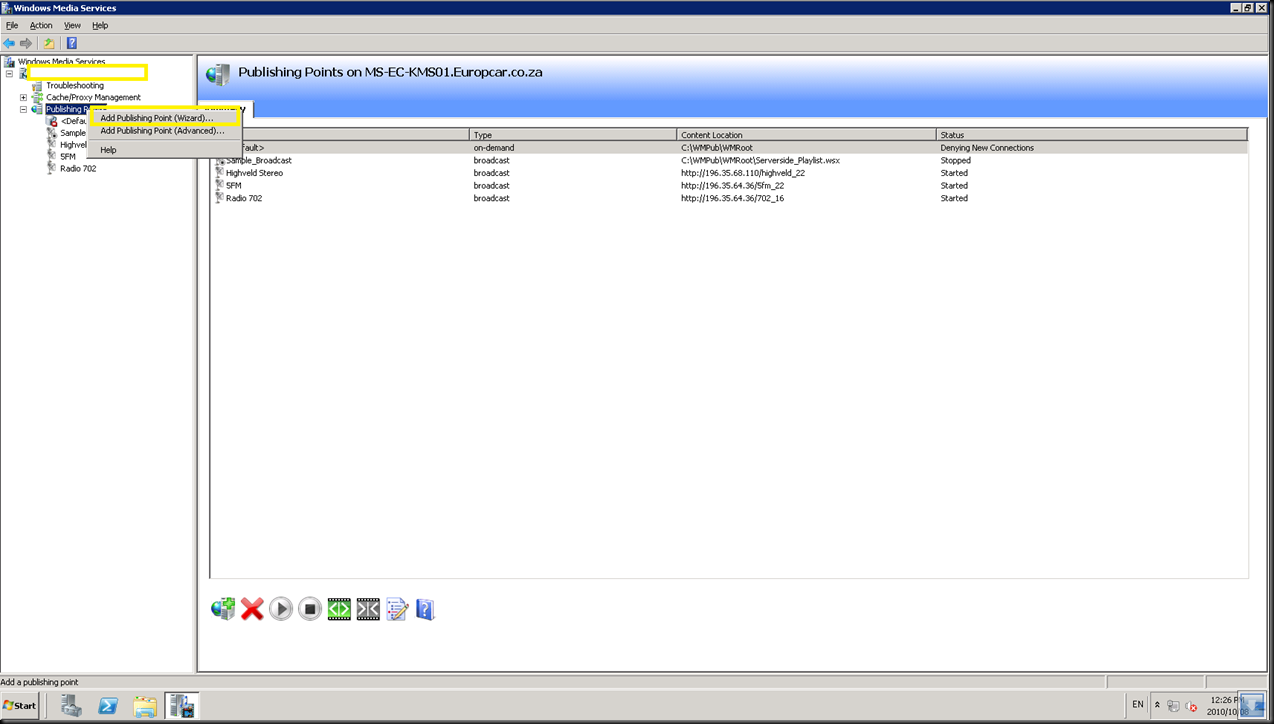 Windows Media Services
File Action View Help
Windows Media Services
Troubleshooting
Cache/Proxy Management
Publishing
Sample
SFM
Radio 702
Add Publishing Point (Wizard)...
Add Publishing Point (Advanced)...
Help
Publishing Points on MS-EC-KMS01.Europcar.co.za
Type Content Location Status
on-demand C:\WMPub\WMRoot Denying New Connections
Sample_Broadcast broadcast C:\WMPub\WMRoot\Serverside_Playlist.wsx Stopped
Highveld Stereo broadcast http://196.35.68.110/highveld_22 Started
5FM broadcast http://196.35.64.36/5fm_22 Started
Radio 702 broadcast http://196.35.64.36/702_16 Started
Add a publishing point
Start
EN
12:26
2010/10/